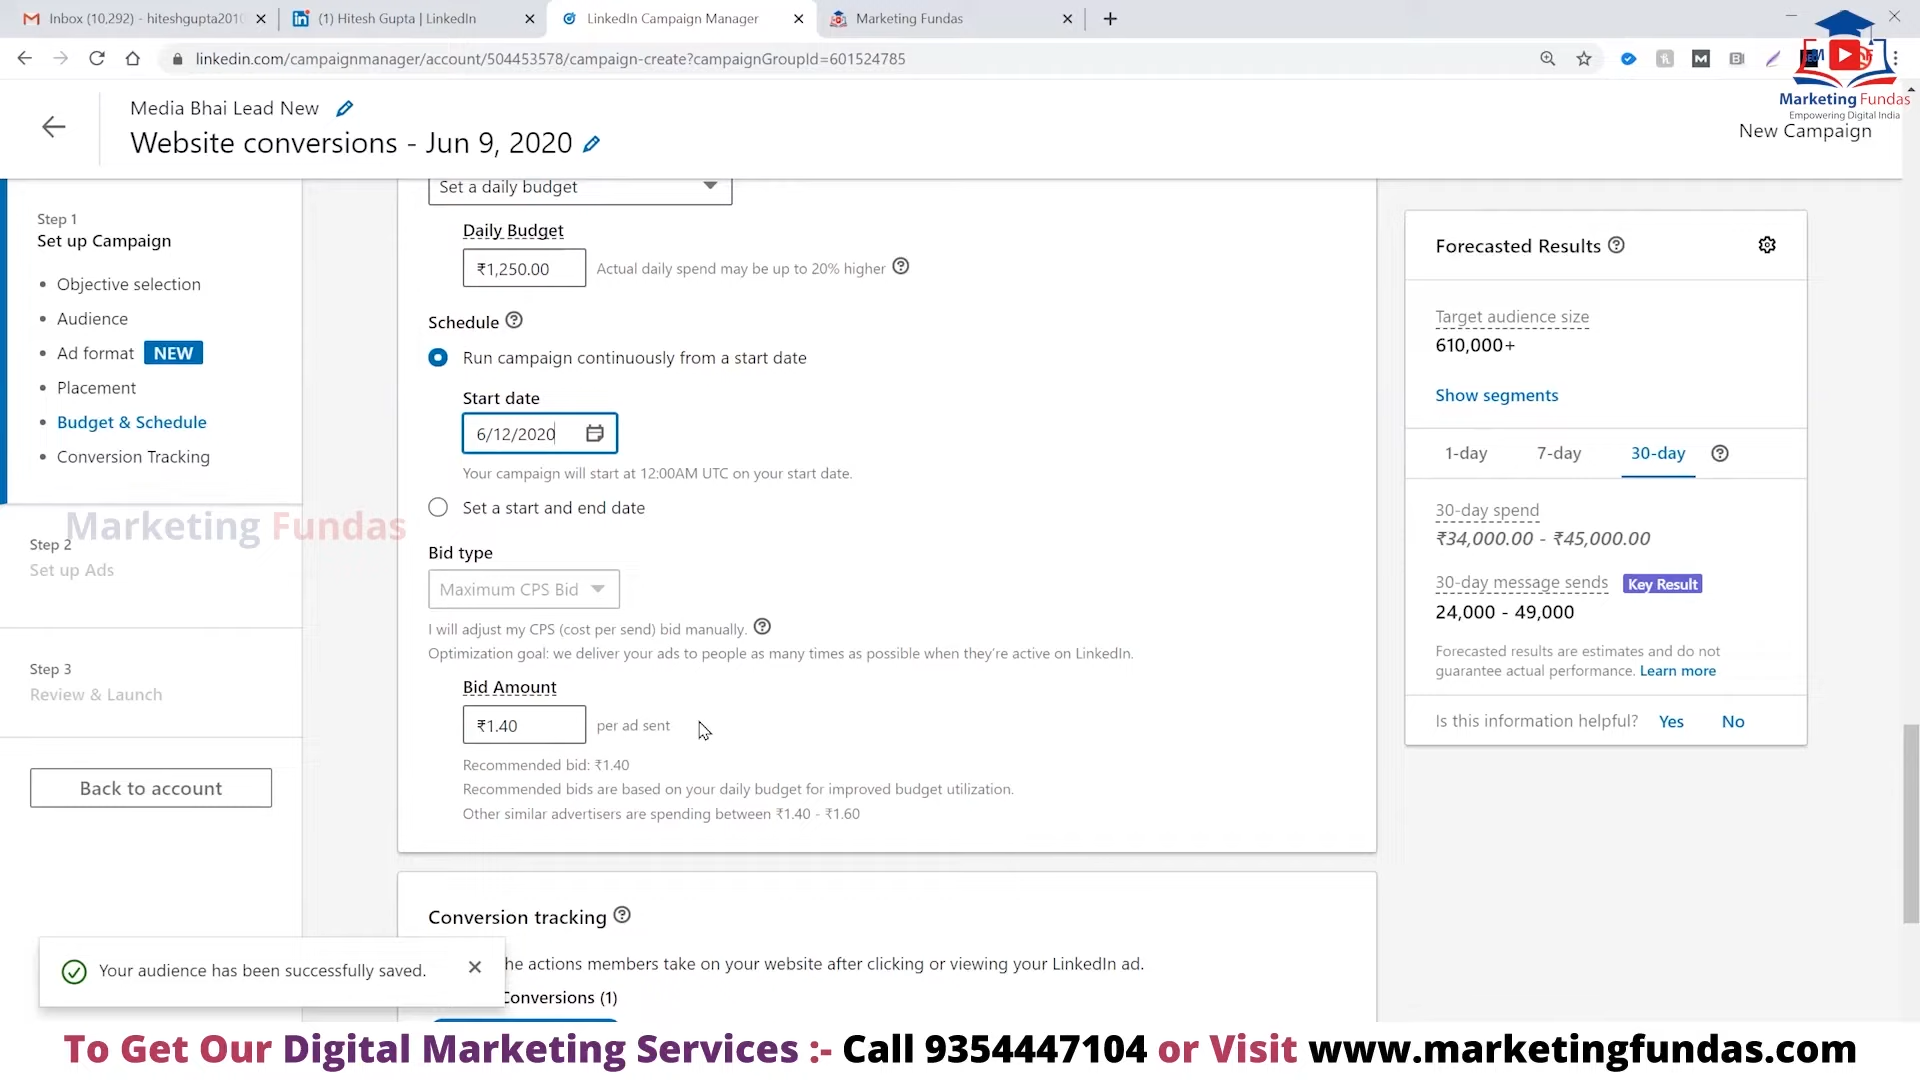 Inbox (10,292) - hiteshgupta201
(1) Hitesh Gupta | LinkedIn
LinkedIn Campaign Manager
Marketing Fundas
linkedin.com/campaignmanager/account/504453578/campaign-create?campaignGroupId=601524785
Marketing Fundas
Empowering Digital India
Media Bhai Lead New
Website conversions - Jun 9, 2020
New Campaign
Step 1
Set up Campaign
Objective selection
Audience
Ad format NEW
Placement
Budget & Schedule
Conversion Tracking
Marketing Fundas
Step 2
Set up Ads
Step 3
Review & Launch
Back to account
Set a daily budget
Daily Budget
₹1,250.00 Actual daily spend may be up to 20% higher
Schedule
Run campaign continuously from a start date
Start date
6/12/2020
Your campaign will start at 12:00AM UTC on your start date.
Set a start and end date
Bid type
Maximum CPS Bid
I will adjust my CPS (cost per send) bid manually.
Optimization goal: we deliver your ads to people as many times as possible when they're active on LinkedIn.
Bid Amount
₹1.40 per ad sent
Recommended bid: ₹1.40
Recommended bids are based on your daily budget for improved budget utilization.
Other similar advertisers are spending between ₹1.40 - ₹1.60
Conversion tracking
he actions members take on your website after clicking or viewing your LinkedIn ad.
Conversions (1)
Your audience has been successfully saved.
Forecasted Results
Target audience size
610,000+
Show segments
1-day 7-day 30-day
30-day spend
₹34,000.00 - ₹45,000.00
30-day message sends Key Result
24,000 - 49,000
Forecasted results are estimates and do not
guarantee actual performance. Learn more
Is this information helpful? Yes No
To Get Our Digital Marketing Services :- Call 9354447104 or Visit www.marketingfundas.com